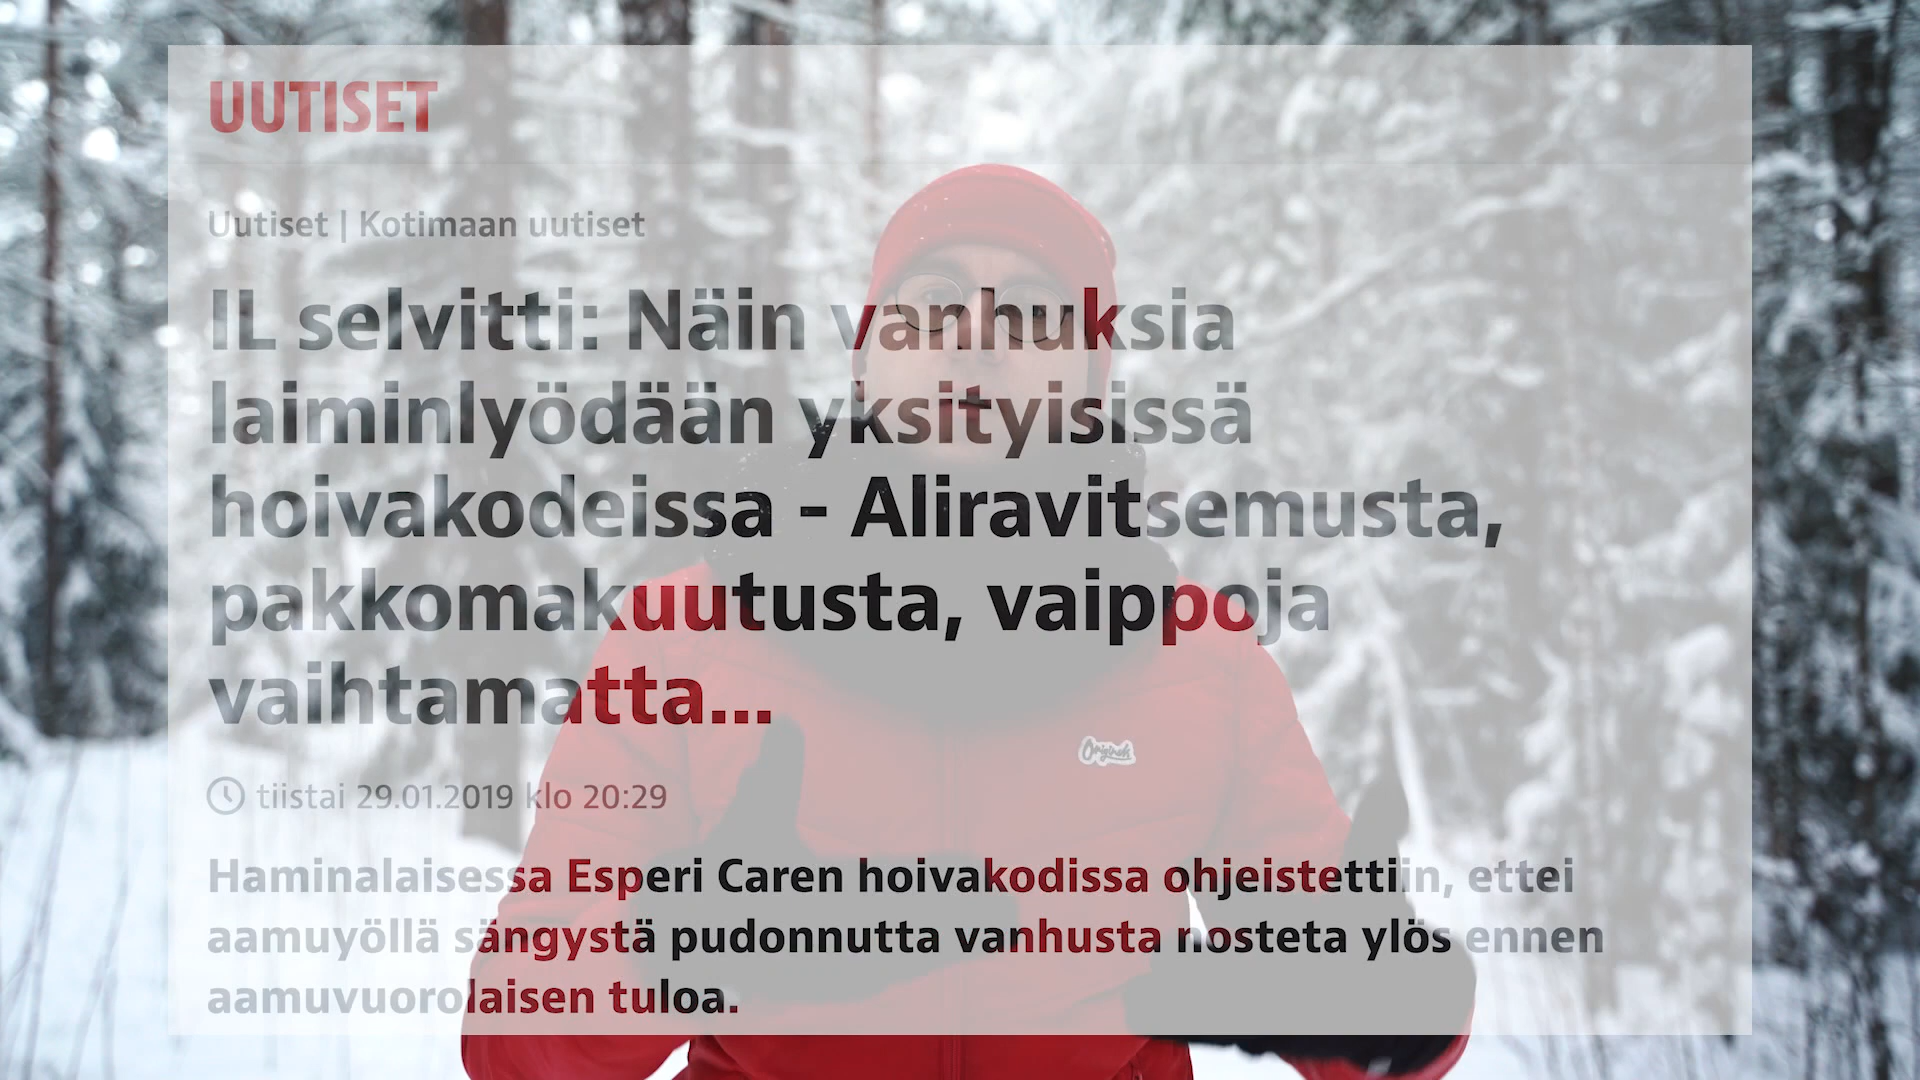 UUTISET
Uutiset | Kotimaan uutiset
IL selvitti: Näin vanhuksia
laiminlyödään yksityisissä
hoivakodeissa - Aliravitsemusta,
pakkomakuutusta, vaippoja
vaihtamatta...
tiistai 29.01.2019 klo 20:29
Originals
Haminalaisessa Esperi Caren hoivakodissa ohjeistettiin, ettei
aamuyöllä sängystä pudonnutta vanhusta nosteta ylös ennen
aamuvuorolaisen tuloa.